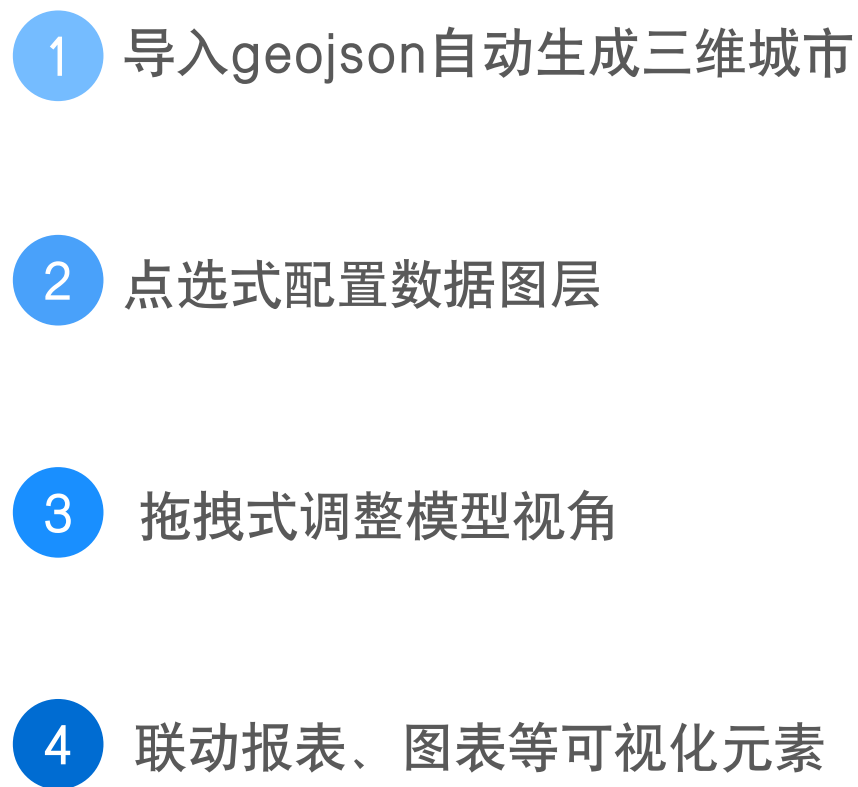 1 导入geojson自动生成三维城市
2 点选式配置数据图层
3 拖拽式调整模型视角
4 联动报表、图表等可视化元素